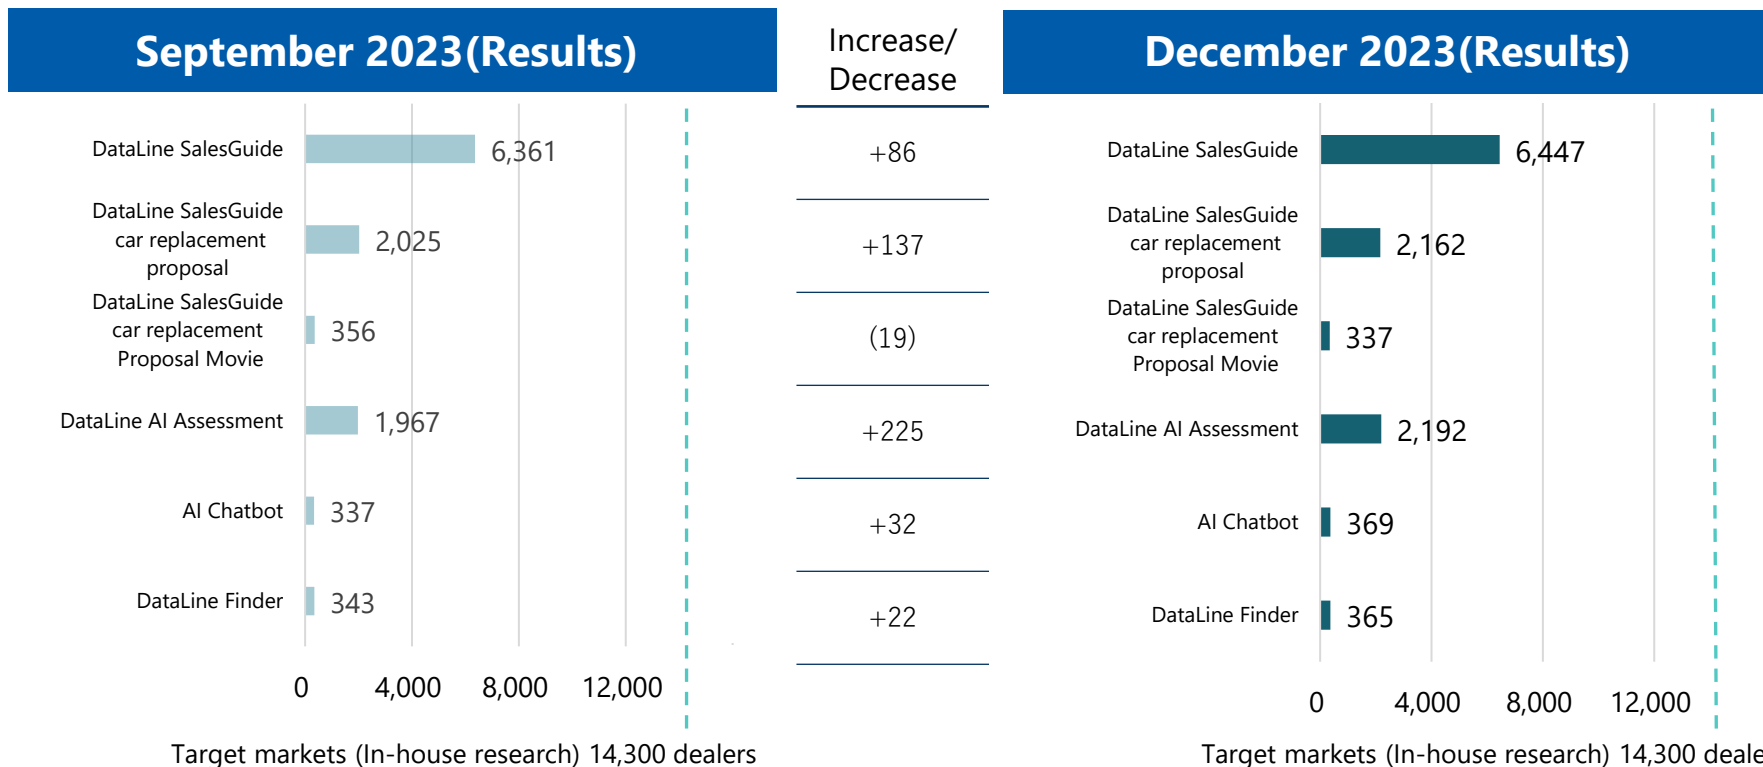 September 2023(Results)
DataLine SalesGuide
6,361
DataLine SalesGuide
car replacement
proposal
2,025
DataLine SalesGuide
car replacement
Proposal Movie
356
DataLine AI Assessment
1,967
AI Chatbot
337
DataLine Finder
343
0 4,000 8,000 12,000
Target markets (In-house research) 14,300 dealers
Increase/
Decrease
+86
+137
(19)
+225
+32
+22
December 2023(Results)
DataLine SalesGuide
6,447
DataLine SalesGuide
car replacement
proposal
2,162
DataLine SalesGuide
car replacement
Proposal Movie
337
DataLine AI Assessment
2,192
AI Chatbot
369
DataLine Finder
365
0 4,000 8,000 12,000
Target markets (In-house research) 14,300 deale